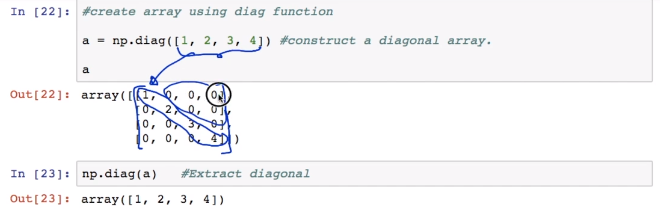 In [22]: #create array using diag function
a = np.diag([1, 2, 3, 4]) #construct a diagonal array.
a
Out[22]: array([[1, 0, 0, 0],
[0, 2, 0, 0],
[0, 0, 3, 0],
[0, 0, 0, 4]])
In [23]: np.diag(a) #Extract diagonal
Out[23]: array([1, 2, 3, 4])